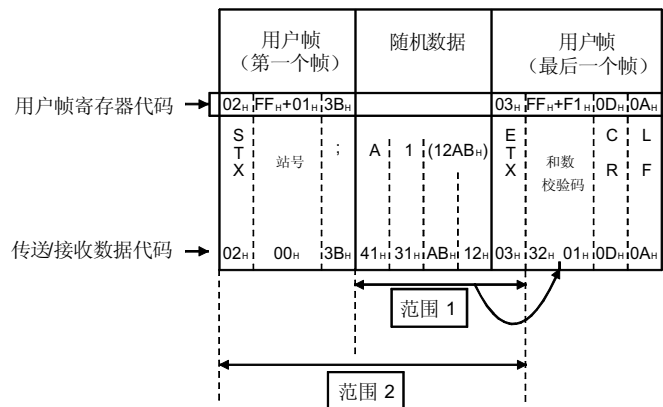 用户帧
（第一个帧）
随机数据
用户帧
（最后一个帧）
用户帧寄存器代码
02H FF H+01H 3BH 03H FF H+F1H 0DH 0AH
STX
站号
;
A 1 (12ABH)
ETX
和数
校验码
CR
LF
传送/接收数据代码
02H 00H 3BH 41H 31H ABH 12H 03H 32H 01H 0DH 0AH
范围 1
范围 2